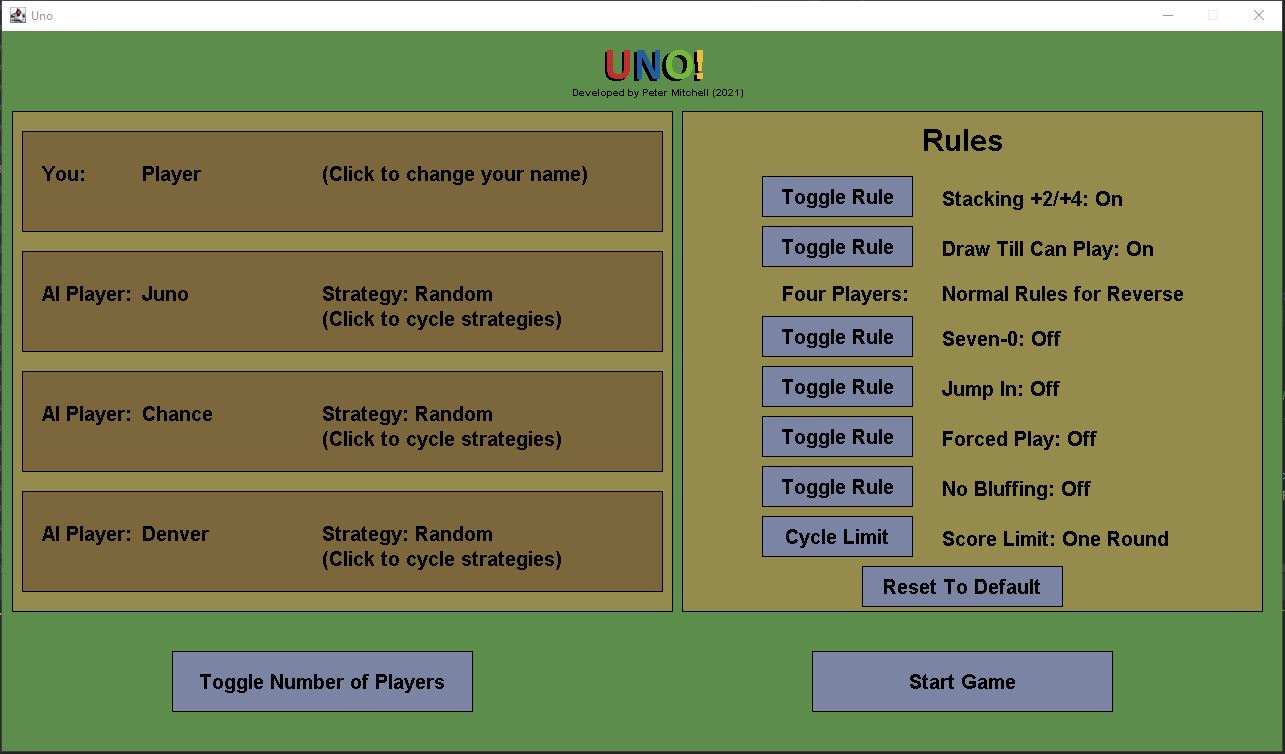 Uno
UNO!
Developed by Peter Mitchell (2021)
You: Player (Click to change your name)
AI Player: Juno Strategy: Random
(Click to cycle strategies)
AI Player: Chance Strategy: Random
(Click to cycle strategies)
AI Player: Denver Strategy: Random
(Click to cycle strategies)
Rules
Toggle Rule Stacking +2/+4: On
Toggle Rule Draw Till Can Play: On
Four Players: Normal Rules for Reverse
Toggle Rule Seven-0: Off
Toggle Rule Jump In: Off
Toggle Rule Forced Play: Off
Toggle Rule No Bluffing: Off
Cycle Limit Score Limit: One Round
Reset To Default
Toggle Number of Players
Start Game